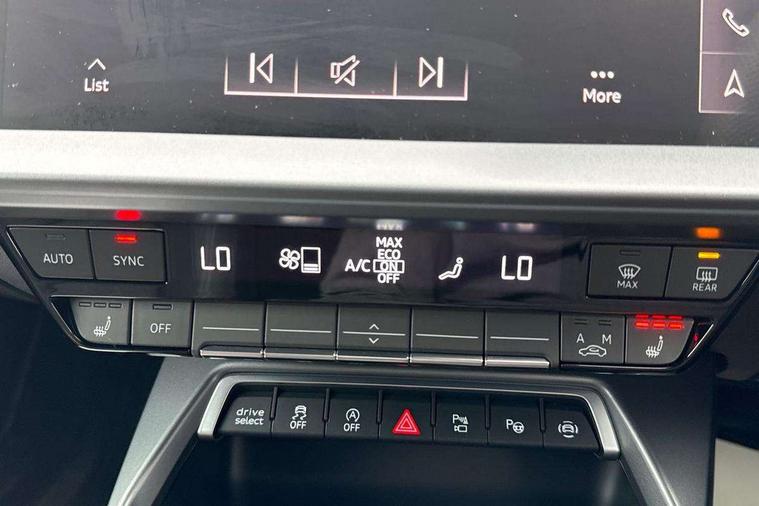 List
More
MAX
ECO
A/C ON
OFF
LO
LO
AUTO
SYNC
MAX
REAR
OFF
A M
drive
select
OFF
A
OFF
P
P